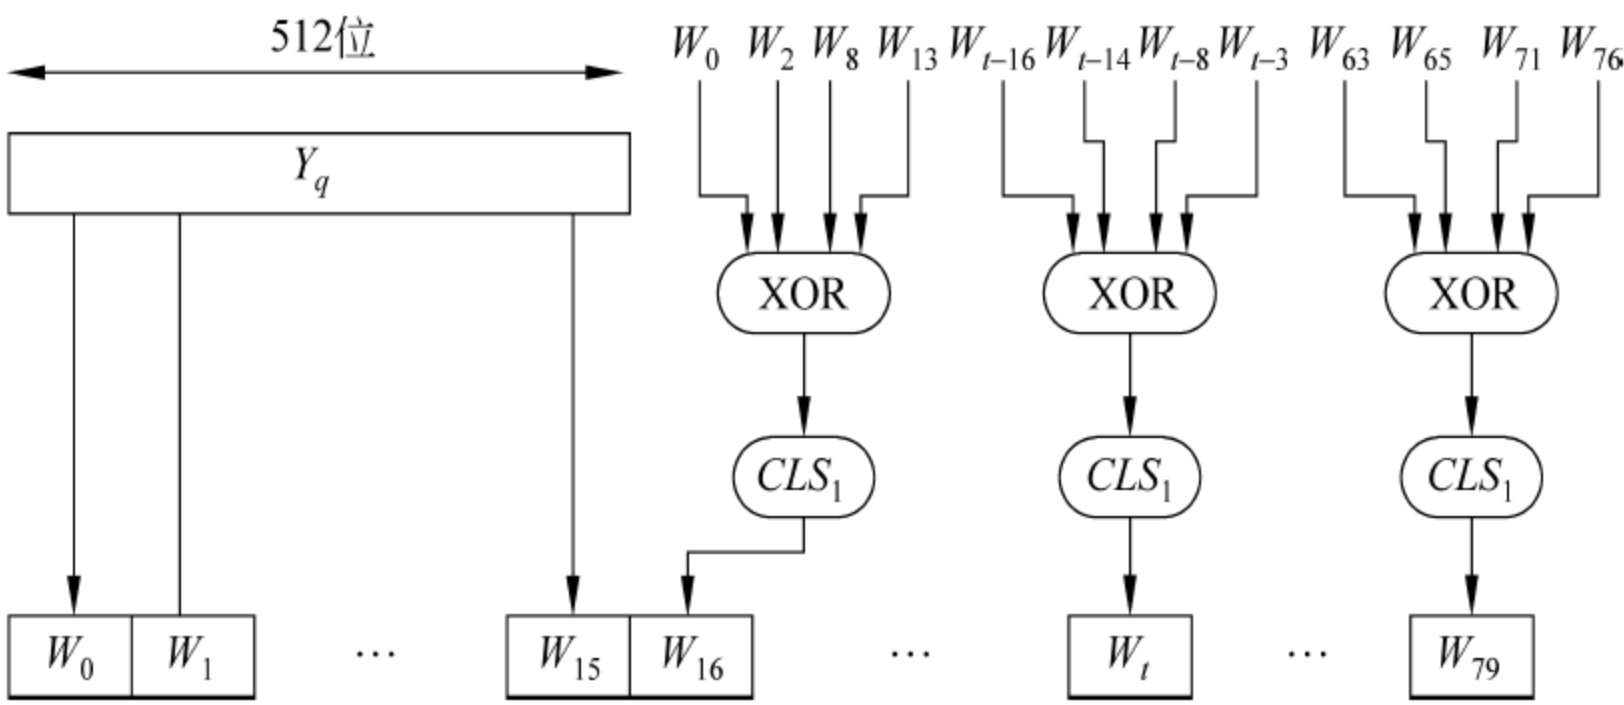 512位
W0 W2 W8 W13 Wt−16 Wt−14 Wt−8 Wt−3 W63 W65 W71 W76
Yq
XOR XOR XOR
CLS1 CLS1 CLS1
W0 W1 … W15 W16 … Wt … W79